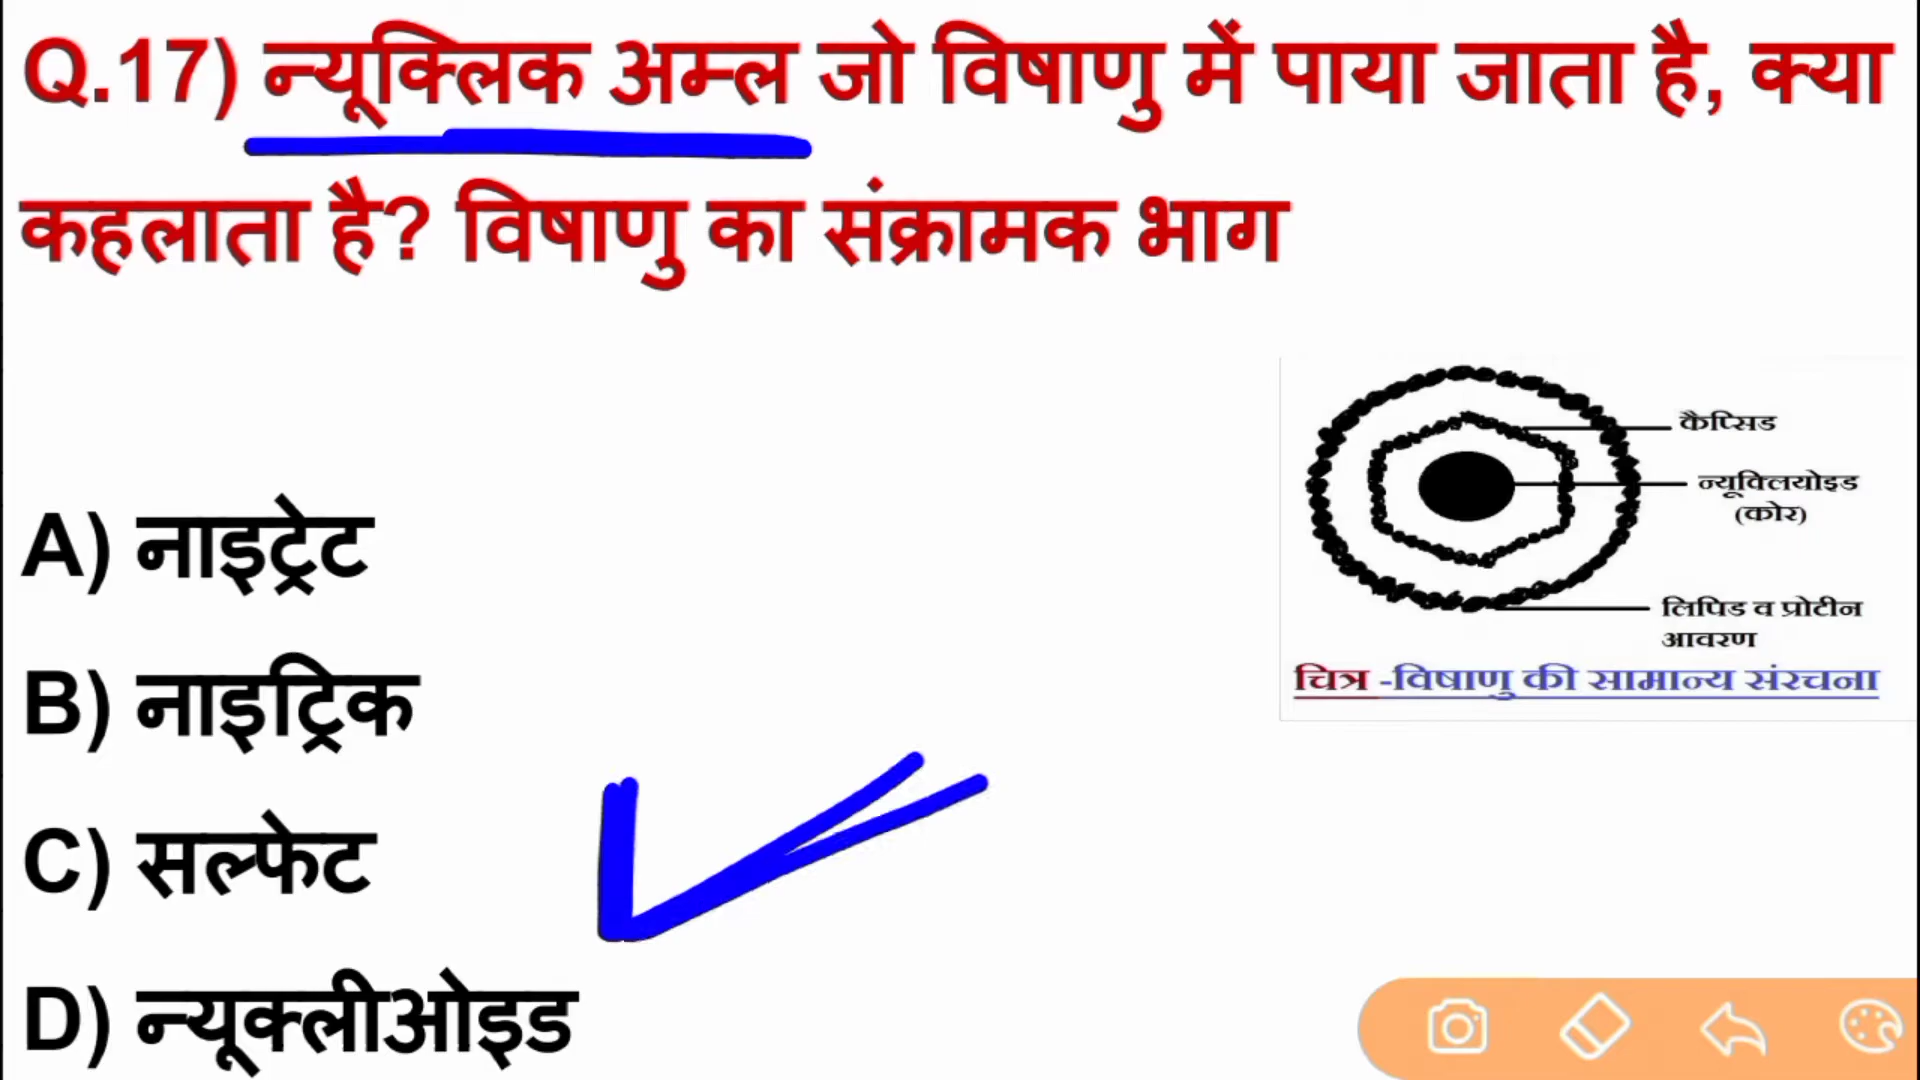 Q.17) न्यूक्लिक अम्ल जो विषाणु में पाया जाता है, क्या
कहलाता है? विषाणु का संक्रामक भाग
कैप्सिड
न्यूक्लियोइड
(कोर)
लिपिड व प्रोटीन
आवरण
चित्र -विषाणु की सामान्य संरचना
A) नाइट्रेट
B) नाइट्रिक
C) सल्फेट
D) न्यूक्लीओइड